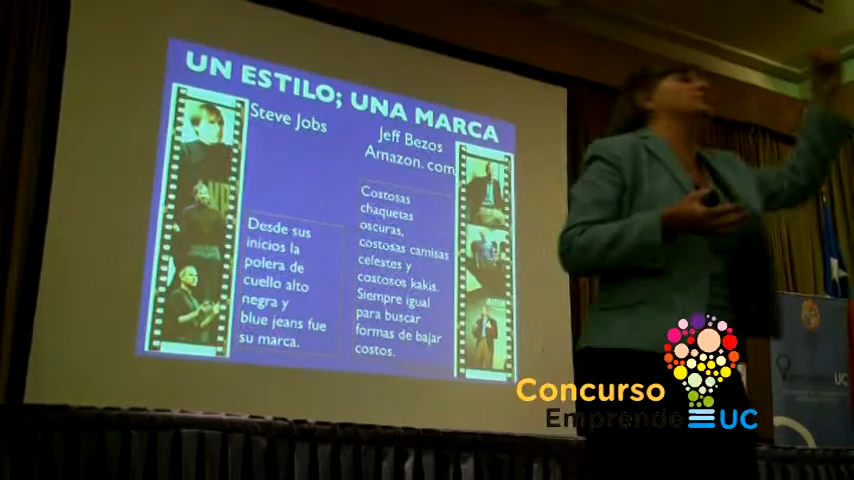 UN ESTILO; UNA MARCA
Steve Jobs
Jeff Bezos
Amazon. com
Desde sus
inicios la
polera de
cuello alto
negra y
blue jeans fue
su marca.
Costosas
chaquetas
oscuras,
costosas camisas
celestes y
costosos kakis.
Siempre igual
para buscar
formas de bajar
costos.
Concurso
Emprende UC